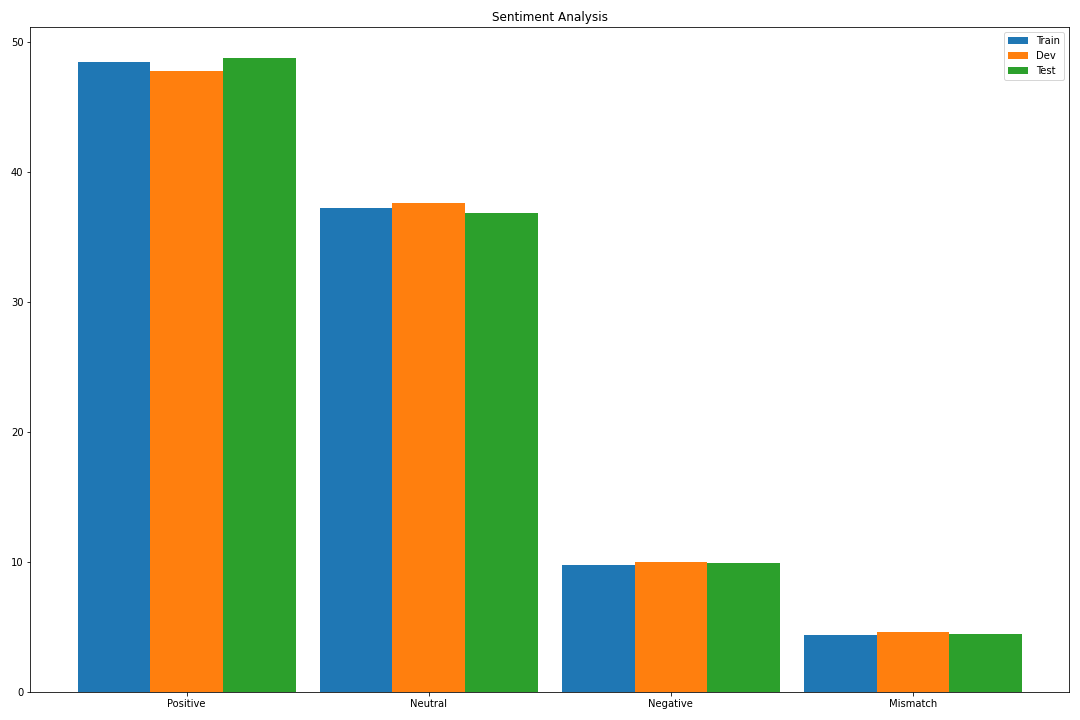 Sentiment Analysis
Train
Dev
Test
50
40
30
20
10
0
Positive Neutral Negative Mismatch